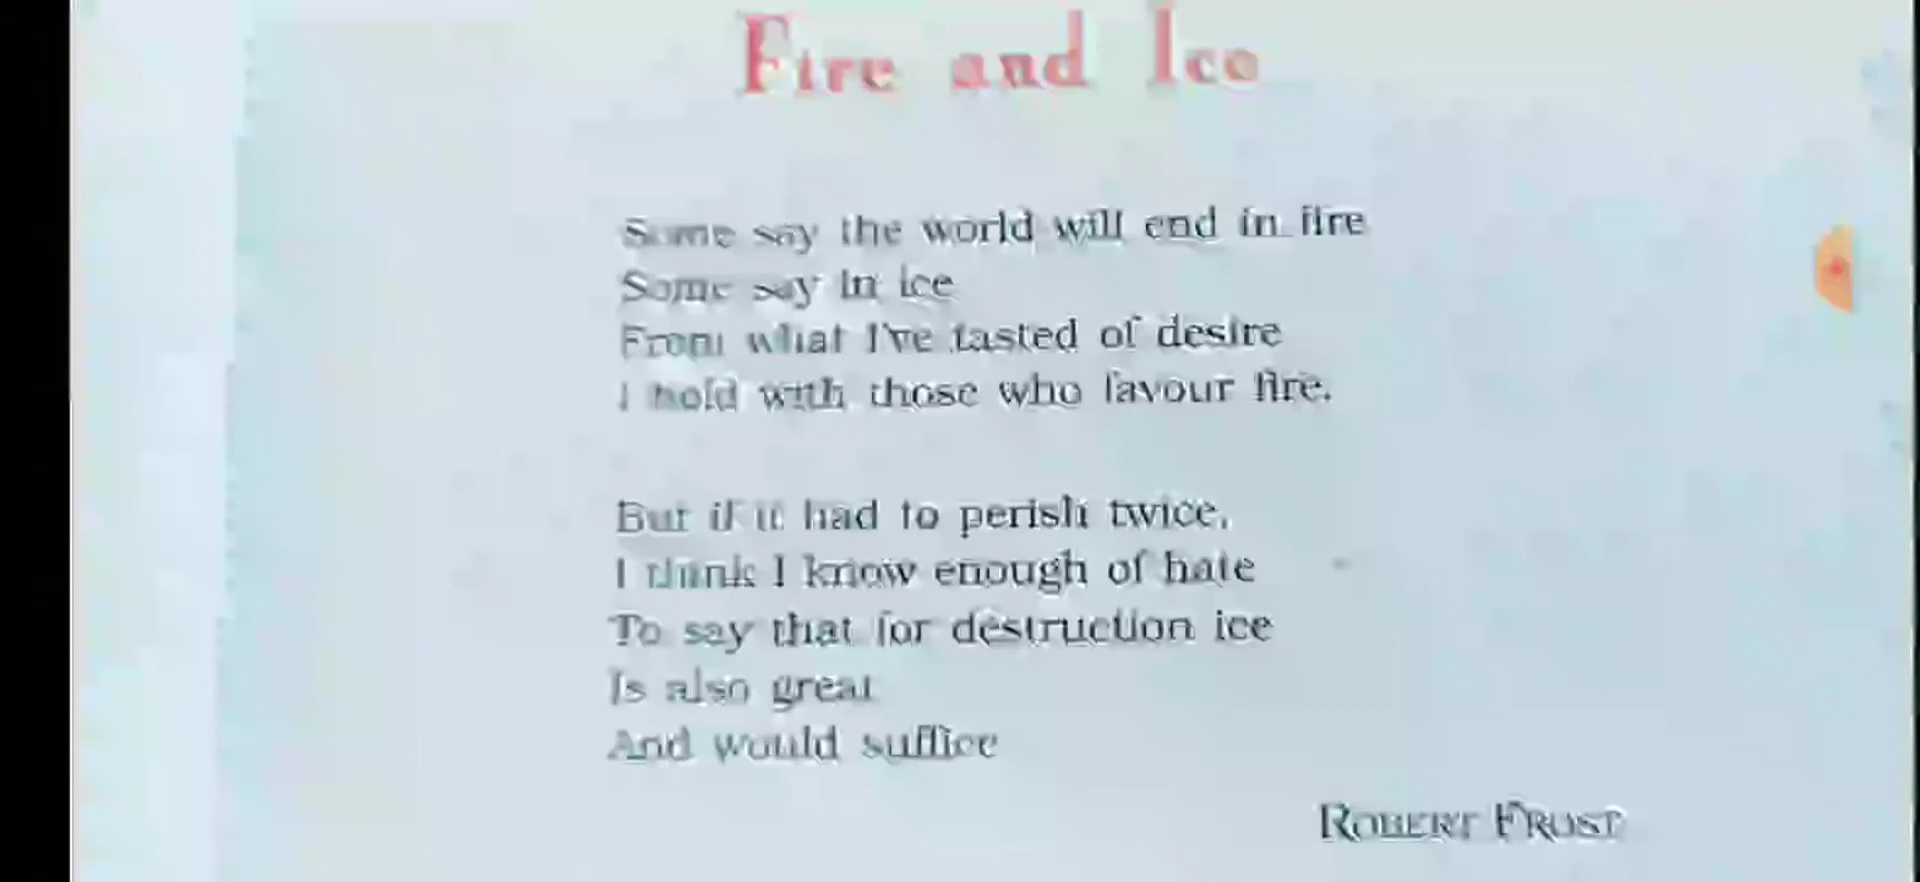 Fire and Ice
Some say the world will end in fire
Some say in ice
From what I've tasted of desire
I hold with those who favour fire.
But if it had to perish twice,
I think I know enough of hate
To say that for destruction ice
Is also great
And would suffice
ROBERT FROST